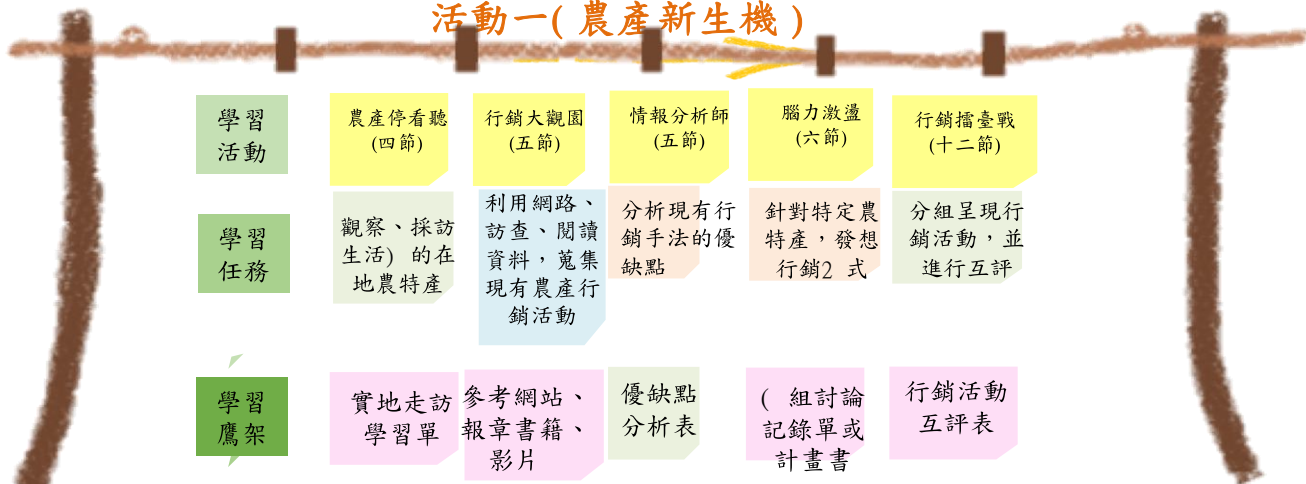 活動一(農產新生機)
學習
活動
農產停看聽
(四節)
行銷大觀園
(五節)
情報分析師
(五節)
腦力激盪
(六節)
行銷擂臺戰
(十二節)
學習
任務
觀察、採訪
生活) 的在
地農特產
利用網路、
訪查、閱讀
資料，蒐集
現有農產行
銷活動
分析現有行
銷手法的優
缺點
針對特定農
特產，發想
行銷2 式
分組呈現行
銷活動，並
進行互評
學習
鷹架
實地走訪
學習單
參考網站、
報章書籍、
影片
優缺點
分析表
( 組討論
記錄單或
計畫書
行銷活動
互評表